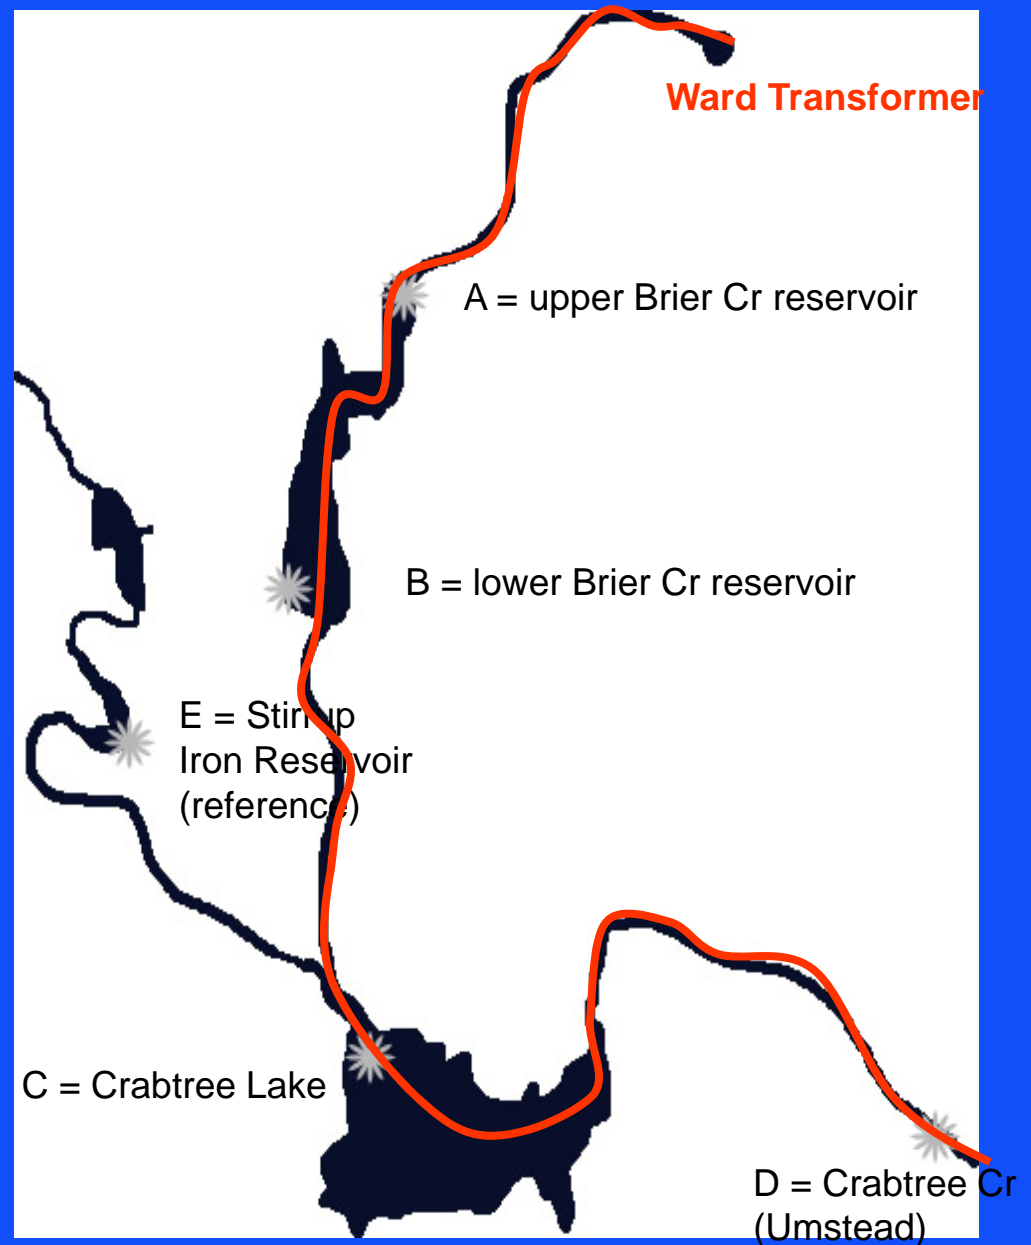 Ward Transformer
A = upper Brier Cr reservoir
B = lower Brier Cr reservoir
E = Stirrup
Iron Reservoir
(reference)
C = Crabtree Lake
D = Crabtree Cr
(Umstead)